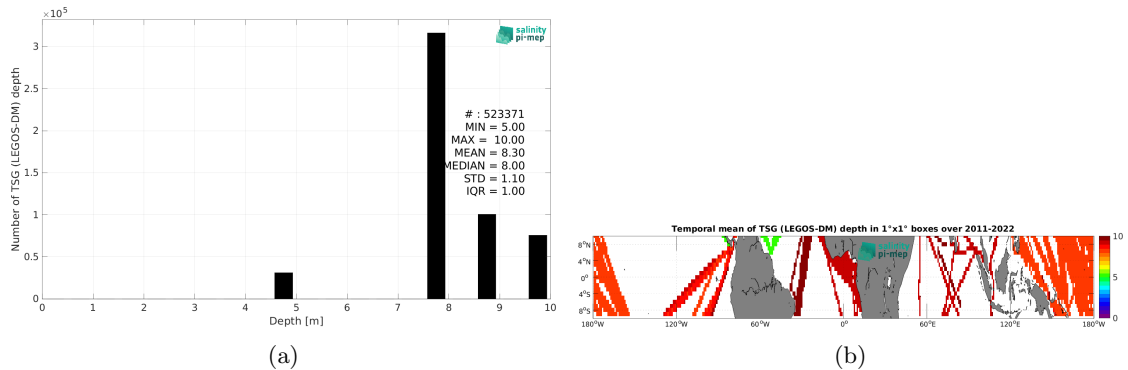 ×10^5
salinity
pi-mep
Number of TSG (LEGOS-DM) depth
3
2.5
2
1.5
1
0.5
0
# : 523371
MIN = 5.00
MAX = 10.00
MEAN = 8.30
MEDIAN = 8.00
STD = 1.10
IQR = 1.00
0 1 2 3 4 5 6 7 8 9 10
Depth [m]
(a)
Temporal mean of TSG (LEGOS-DM) depth in 1°x1° boxes over 2011-2022
salinity
pi-mep
8°N
4°N
0°
4°S
8°S
180°W 120°W 60°W 0° 60°E 120°E 180°W
10
5
0
(b)